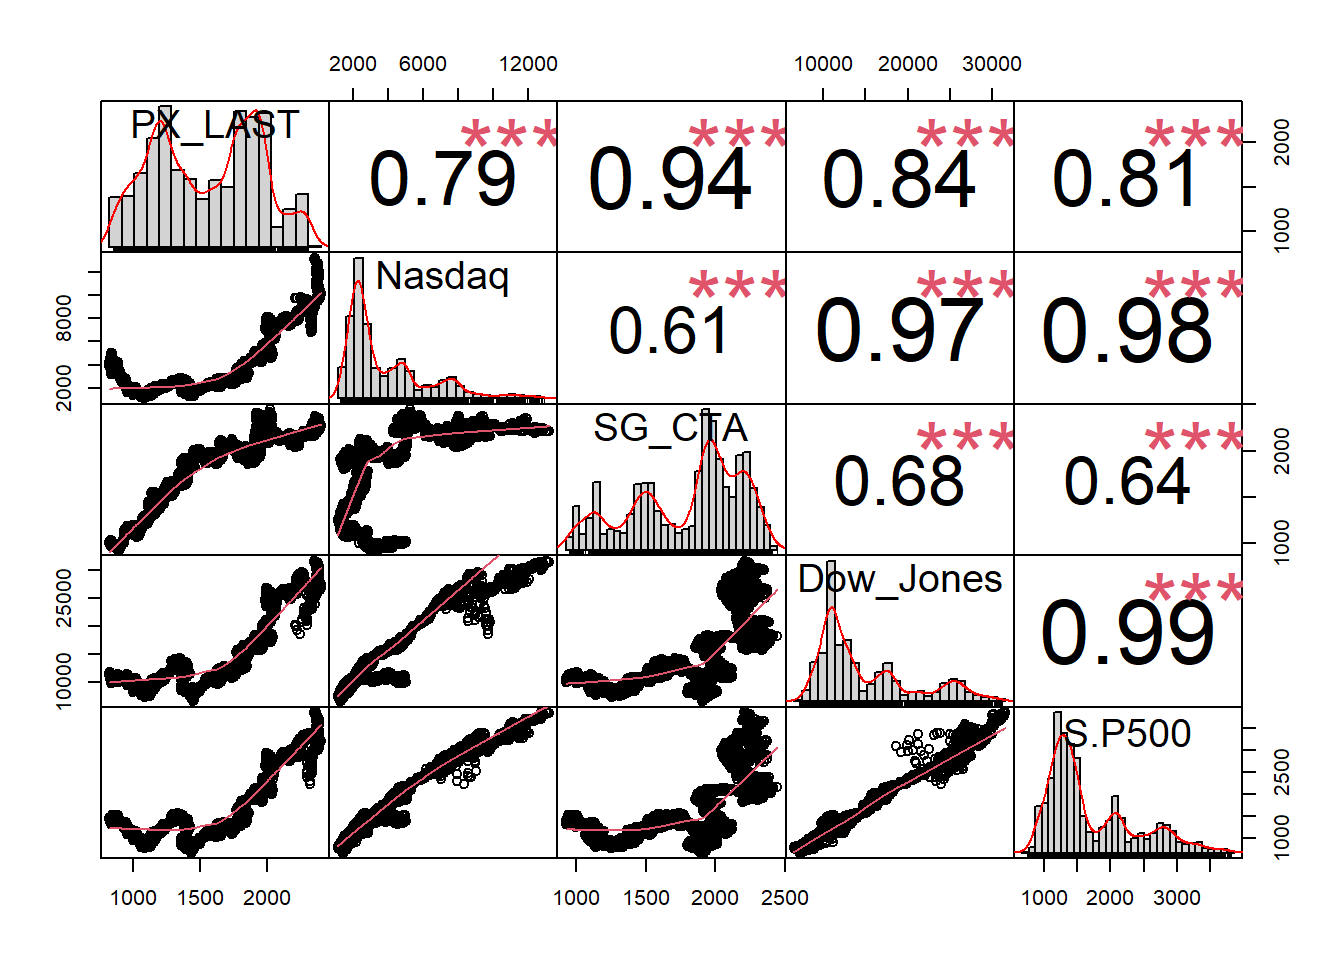 2000 6000 12000 10000 20000 30000
PX_LAST *** 0.79 *** 0.94 *** 0.84 *** 0.81 1000 2000
2000 8000 Nasdaq *** 0.61 *** 0.97 *** 0.98
SG_CTA *** 0.68 *** 0.64 1000 2000
10000 25000 Dow_Jones *** 0.99
S.P500 1000 2500
1000 1500 2000 1000 1500 2000 2500 1000 2000 3000